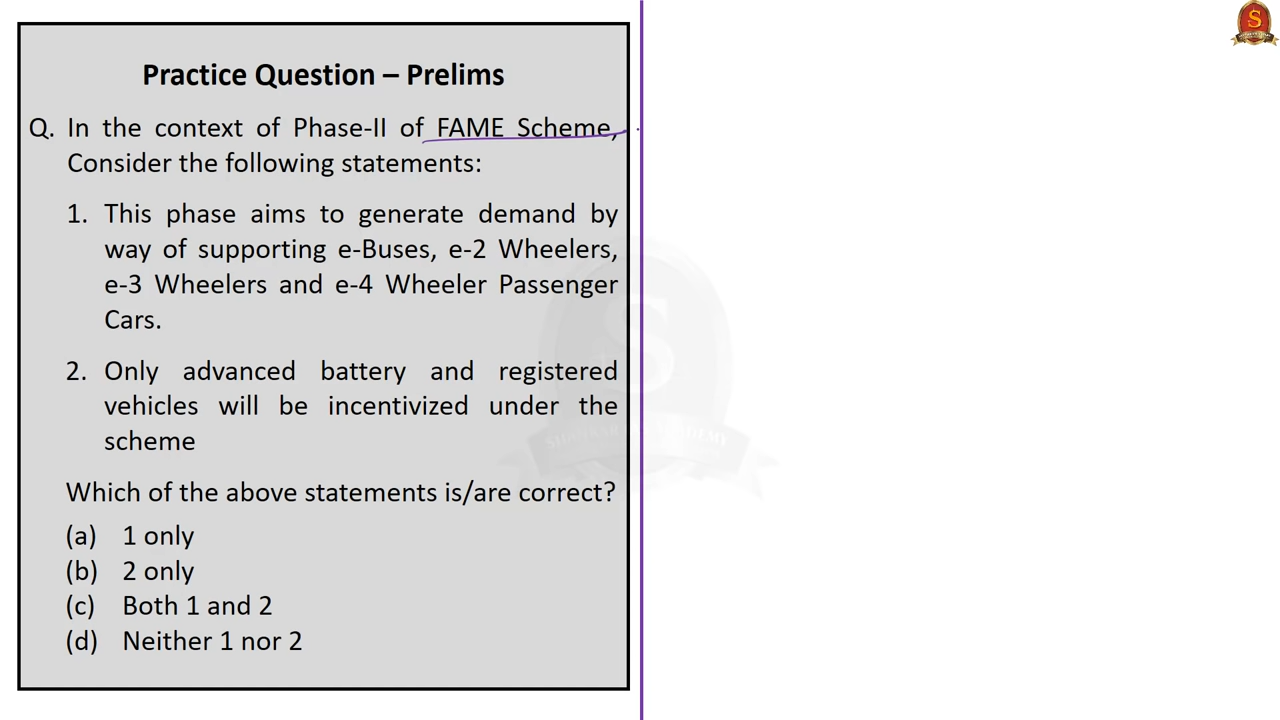 Practice Question – Prelims
Q. In the context of Phase-II of FAME Scheme,
Consider the following statements:
1. This phase aims to generate demand by
way of supporting e-Buses, e-2 Wheelers,
e-3 Wheelers and e-4 Wheeler Passenger
Cars.
2. Only advanced battery and registered
vehicles will be incentivized under the
scheme
Which of the above statements is/are correct?
(a) 1 only
(b) 2 only
(c) Both 1 and 2
(d) Neither 1 nor 2